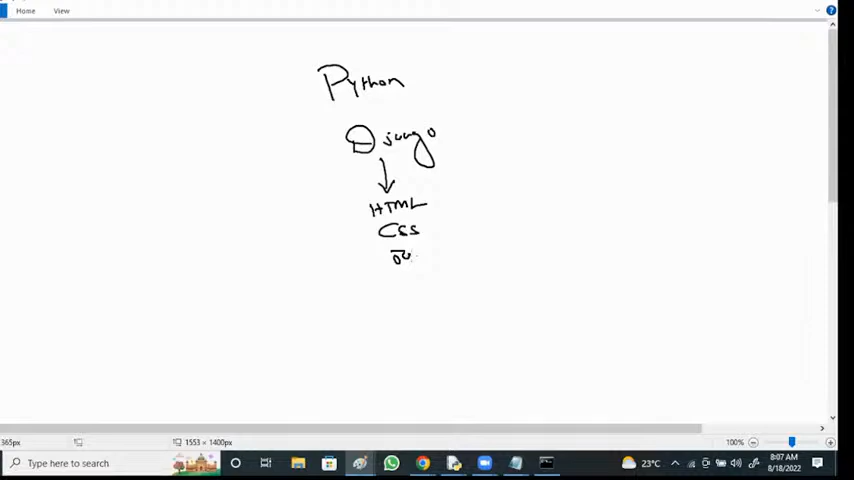 Home View
Python
Django
HTML
CSS
365px
1553 × 1400px
100%
Type here to search
23°C
8:07 AM
8/18/2022